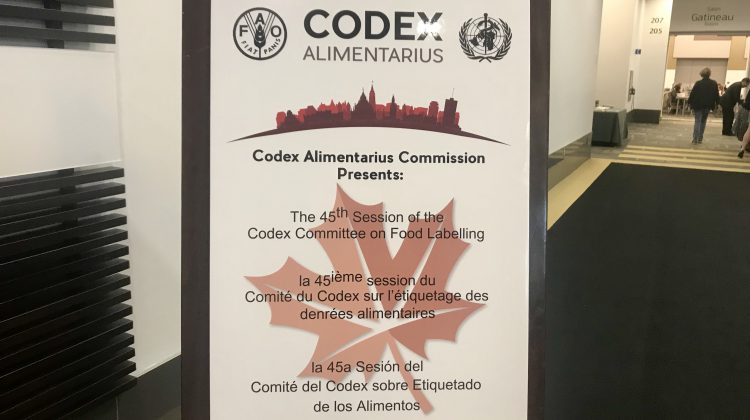 FAO
FIAT PANIS
CODEX
ALIMENTARIUS
Codex Alimentarius Commission
Presents:
The 45th Session of the
Codex Committee on Food Labelling
la 45ième session du
Comité du Codex sur l'étiquetage des
denrées alimentaires
la 45a Sesión del
Comité del Codex sobre Etiquetado
de los Alimentos
207
205
Salon
Gatineau
Room